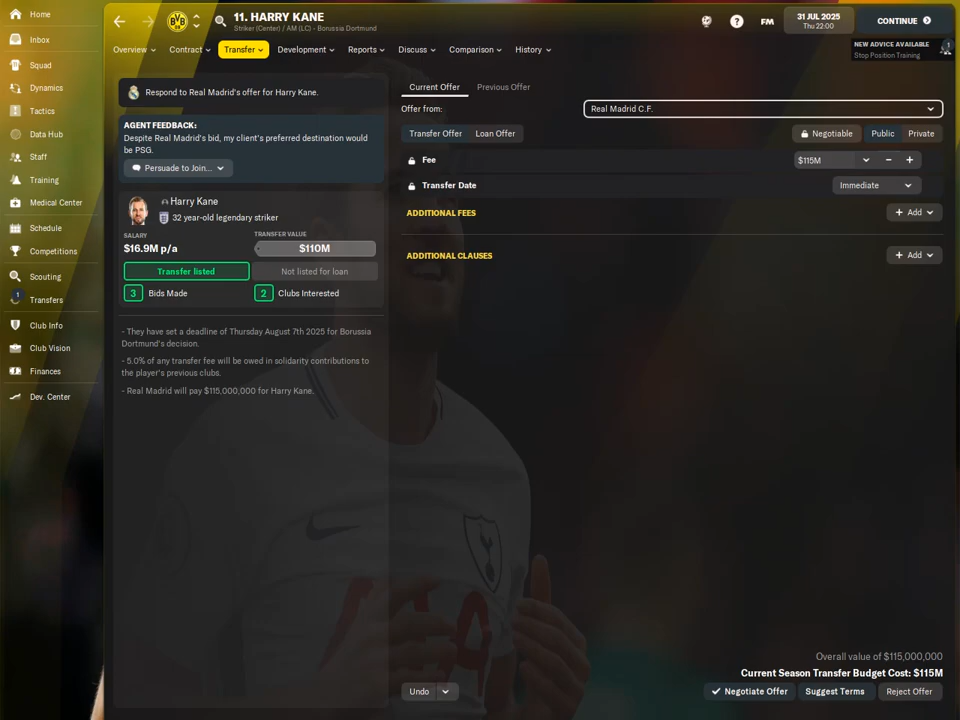 Home
Inbox
Squad
Dynamics
Tactics
Data Hub
Staff
Training
Medical Center
Schedule
Competitions
Scouting
1
Transfers
Club Info
Club Vision
Finances
Dev. Center
BVB
09
11. HARRY KANE
Striker (Center) / AM (LC) - Borussia Dortmund
?
FM
31 JUL 2025
Thu 22:00
CONTINUE
Overview
Contract
Transfer
Development
Reports
Discuss
Comparison
History
NEW ADVICE AVAILABLE
Stop Position Training
1
Respond to Real Madrid's offer for Harry Kane.
AGENT FEEDBACK:
Despite Real Madrid's bid, my client's preferred destination would
be PSG.
Persuade to Join...
Harry Kane
32 year-old legendary striker
SALARY
TRANSFER VALUE
$16.9M p/a
$110M
Transfer listed
Not listed for loan
3 Bids Made
2 Clubs Interested
- They have set a deadline of Thursday August 7th 2025 for Borussia
Dortmund's decision.
- 5.0% of any transfer fee will be owed in solidarity contributions to
the player's previous clubs.
- Real Madrid will pay $115,000,000 for Harry Kane.
Current Offer
Previous Offer
Offer from:
Real Madrid C.F.
Transfer Offer
Loan Offer
Negotiable
Public
Private
Fee
$115M
Transfer Date
Immediate
ADDITIONAL FEES
+ Add
ADDITIONAL CLAUSES
+ Add
Overall value of $115,000,000
Current Season Transfer Budget Cost: $115M
Undo
Negotiate Offer
Suggest Terms
Reject Offer